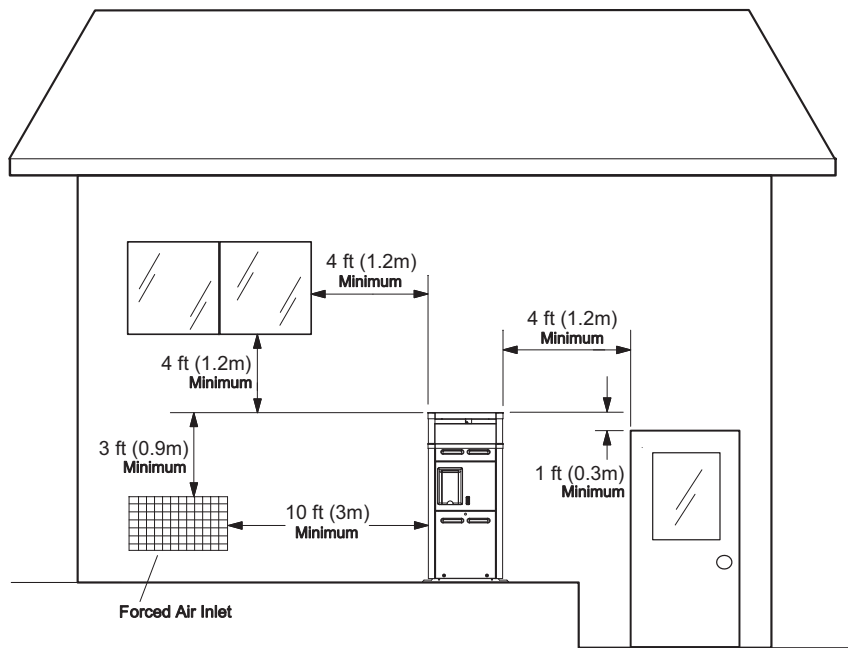 4 ft (1.2m)
Minimum
4 ft (1.2m)
Minimum
4 ft (1.2m)
Minimum
3 ft (0.9m)
Minimum
1 ft (0.3m)
Minimum
10 ft (3m)
Minimum
Forced Air Inlet